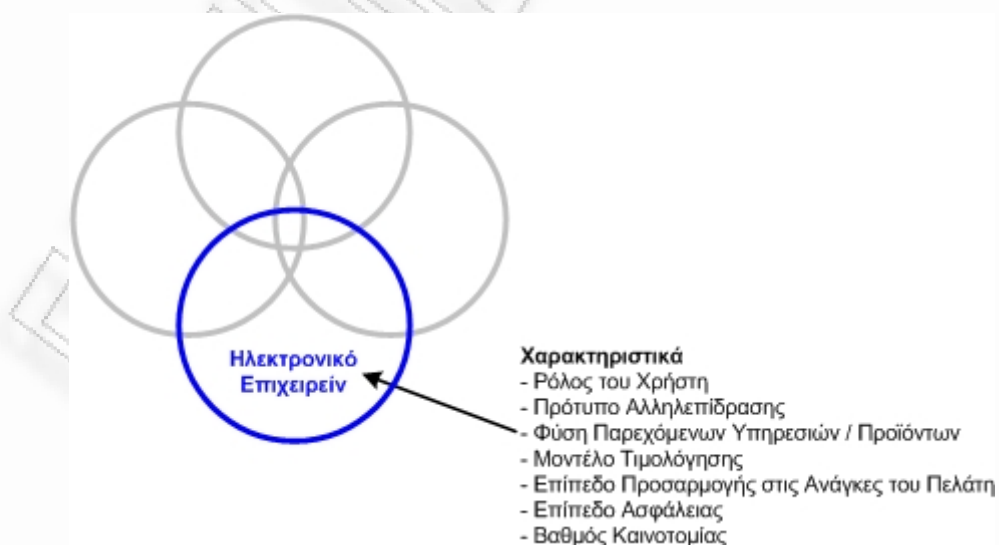 Ηλεκτρονικό
Επιχειρείν
Χαρακτηριστικά
- Ρόλος του Χρήστη
- Πρότυπο Αλληλεπίδρασης
- Φύση Παρεχόμενων Υπηρεσιών / Προϊόντων
- Μοντέλο Τιμολόγησης
- Επίπεδο Προσαρμογής στις Ανάγκες του Πελάτη
- Επίπεδο Ασφάλειας
- Βαθμός Καινοτομίας